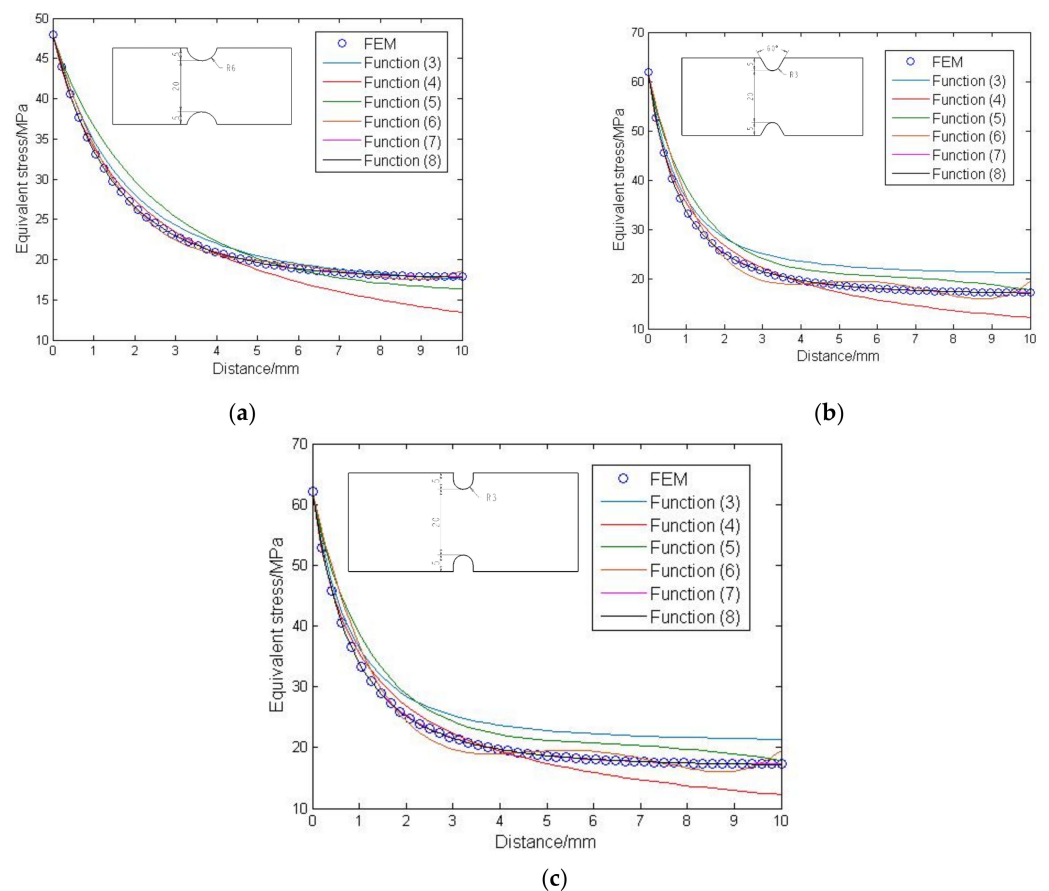 50
45
40
35
30
25
20
15
10
Equivalent stress/MPa
0 1 2 3 4 5 6 7 8 9 10
Distance/mm
5
20
5
R6
FEM
Function (3)
Function (4)
Function (5)
Function (6)
Function (7)
Function (8)
(a)
70
60
50
40
30
20
10
Equivalent stress/MPa
0 1 2 3 4 5 6 7 8 9 10
Distance/mm
60°
5
20
5
R3
FEM
Function (3)
Function (4)
Function (5)
Function (6)
Function (7)
Function (8)
(b)
70
60
50
40
30
20
10
Equivalent stress/MPa
0 1 2 3 4 5 6 7 8 9 10
Distance/mm
5
20
5
R3
FEM
Function (3)
Function (4)
Function (5)
Function (6)
Function (7)
Function (8)
(c)